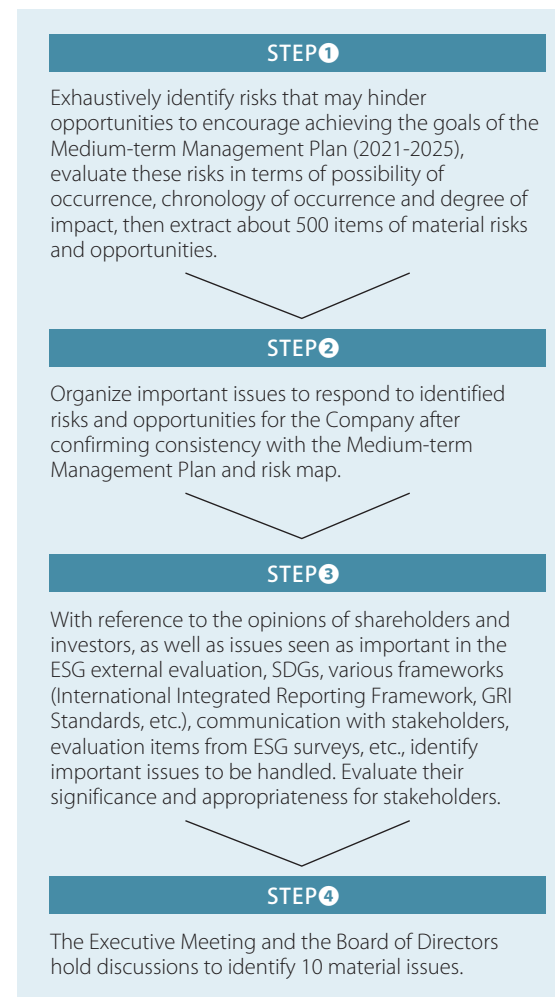 STEP❶
Exhaustively identify risks that may hinder
opportunities to encourage achieving the goals of the
Medium-term Management Plan (2021-2025),
evaluate these risks in terms of possibility of
occurrence, chronology of occurrence and degree of
impact, then extract about 500 items of material risks
and opportunities.
STEP❷
Organize important issues to respond to identified
risks and opportunities for the Company after
confirming consistency with the Medium-term
Management Plan and risk map.
STEP❸
With reference to the opinions of shareholders and
investors, as well as issues seen as important in the
ESG external evaluation, SDGs, various frameworks
(International Integrated Reporting Framework, GRI
Standards, etc.), communication with stakeholders,
evaluation items from ESG surveys, etc., identify
important issues to be handled. Evaluate their
significance and appropriateness for stakeholders.
STEP❹
The Executive Meeting and the Board of Directors
hold discussions to identify 10 material issues.